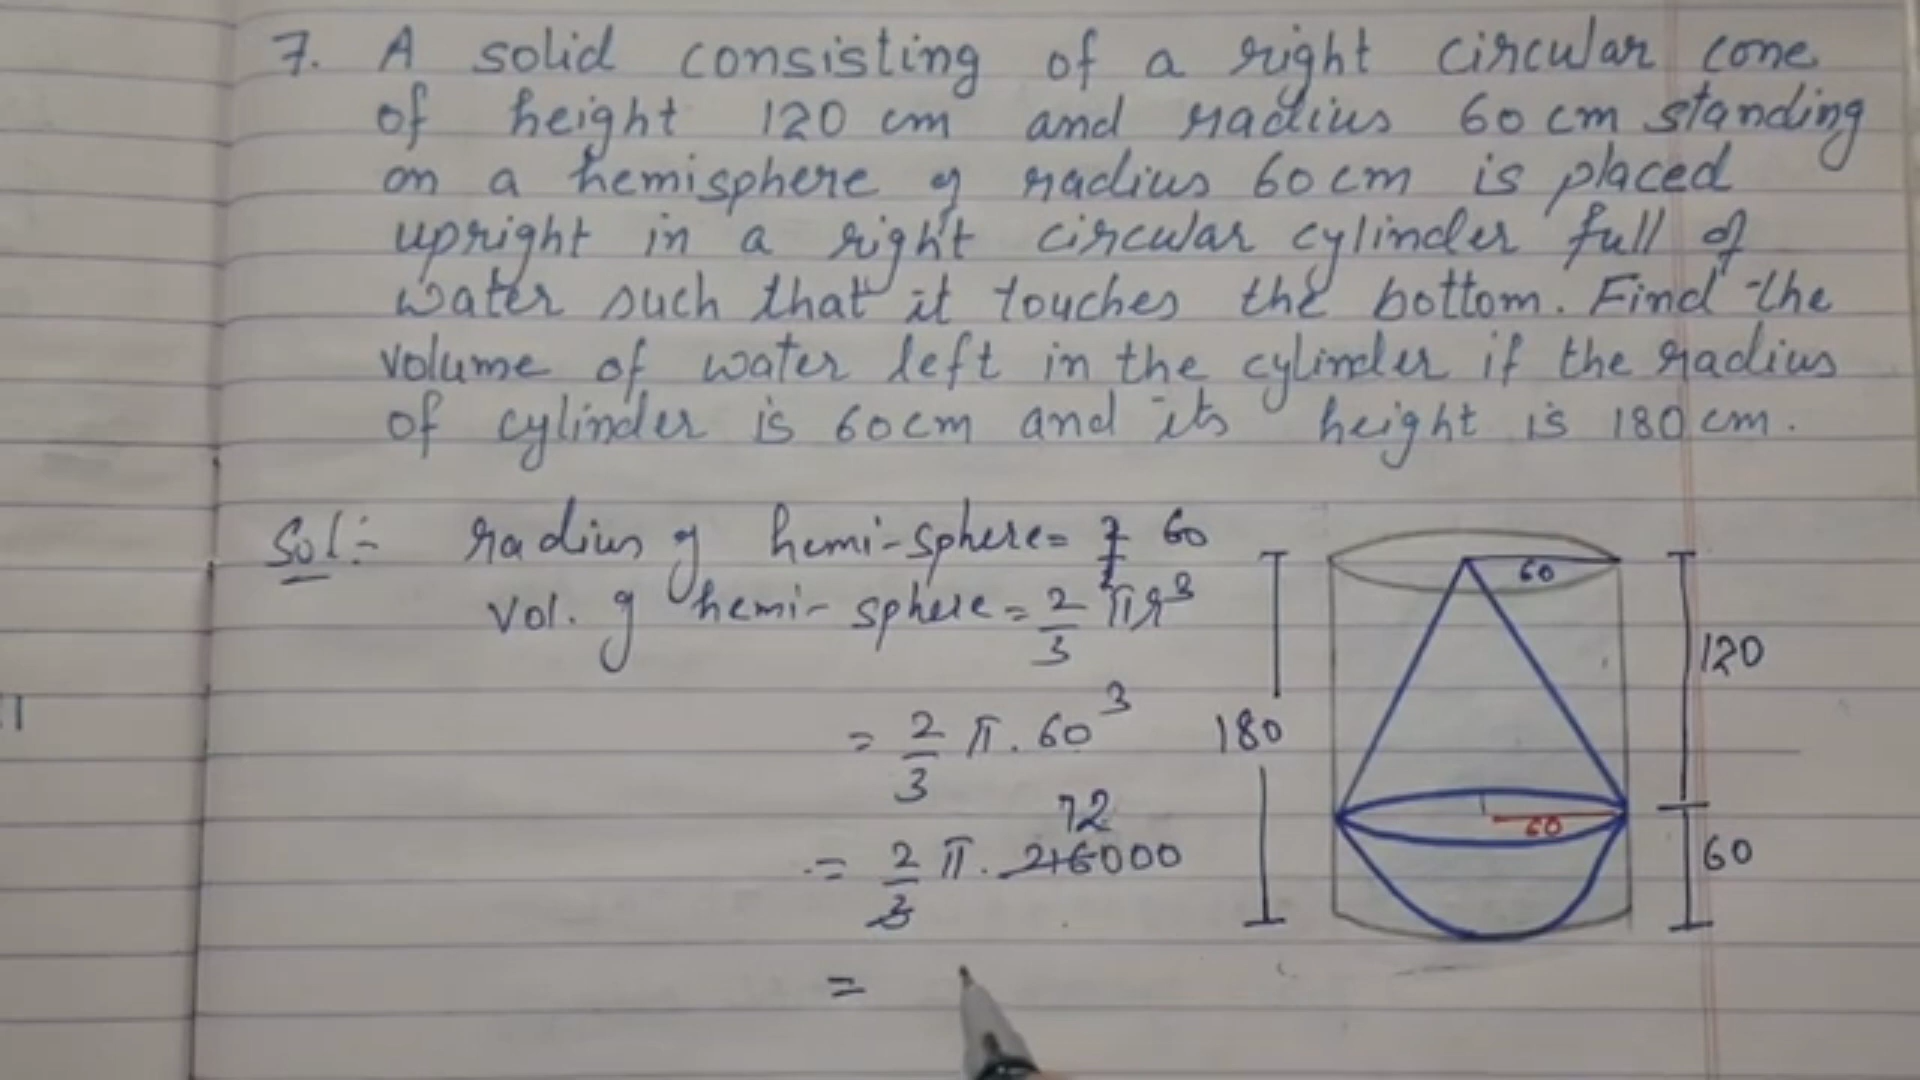 7. A solid consisting of a right circular cone
of height 120 cm and radius 60 cm standing
on a hemisphere of radius 60 cm is placed
upright in a right circular cylinder full of
water such that it touches the bottom. Find the
volume of water left in the cylinder if the radius
of cylinder is 60cm and its height is 180 cm.
Sol:- radius of hemi-sphere = 60
Vol. of hemi-sphere = 2/3 πr³
= 2/3 π. 60³
72
= 2/3 π. 216000
=
60
120
180
60
60